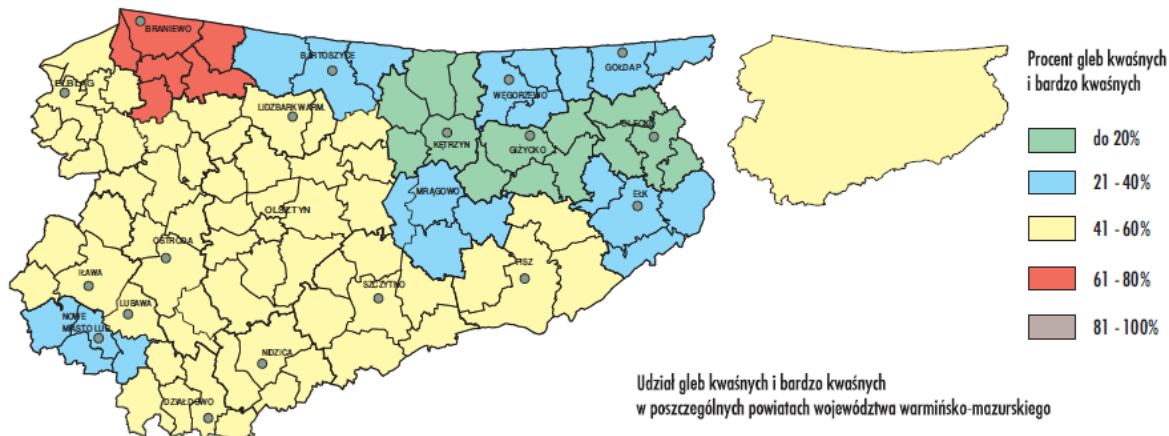 BRANIEWO
BARTOSZYCE
GOŁDAP
ELBLĄG
WĘGORZEWO
LIDZBARK WARM.
OLECKO
KĘTRZYN
GIŻYCKO
MRĄGOWO
EŁK
OLSZTYN
OSTRÓDA
PISZ
IŁAWA
SZCZYTNO
LUBAWA
NOWE
MIASTO LUB.
NIDZICA
DZIAŁDOWO
Procent gleb kwaśnych
i bardzo kwaśnych
do 20%
21 - 40%
41 - 60%
61 - 80%
81 - 100%
Udział gleb kwaśnych i bardzo kwaśnych
w poszczególnych powiatach województwa warmińsko-mazurskiego